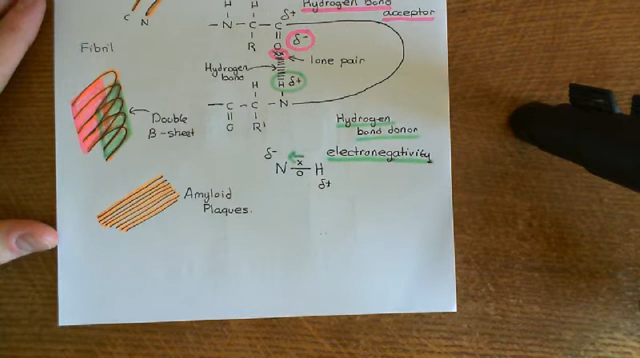 Hydrogen bond
acceptor
C N
H H δ+
— N — C — C
R O δ-
Fibril
Hydrogen
bond
lone pair
H H δ+
— C — C — N
O R'
Double
B-sheet
Hydrogen
bond donor
electronegativity
δ-
N x o H
δ+
Amyloid
Plaques.